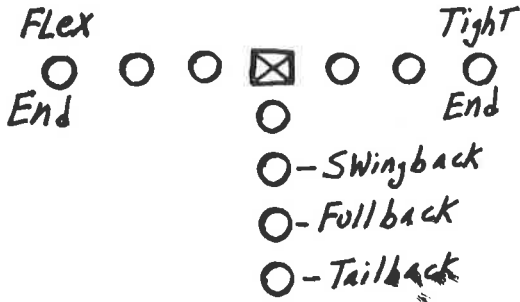 Flex
Tight
End
End
-Swingback
-Fullback
-Tailback